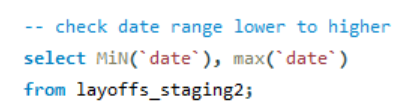 -- check date range lower to higher
select MiN(`date`), max(`date`)
from layoffs_staging2;